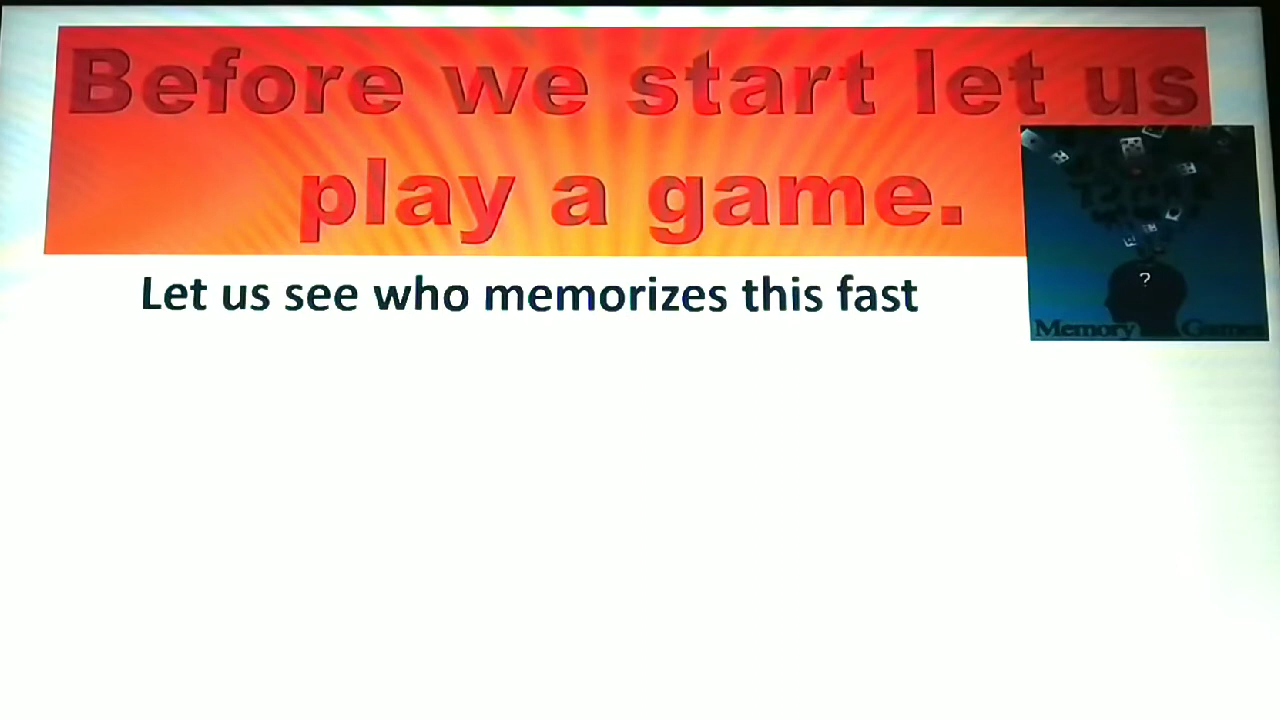 Before we start let us
play a game.
?
Memory Games
Let us see who memorizes this fast